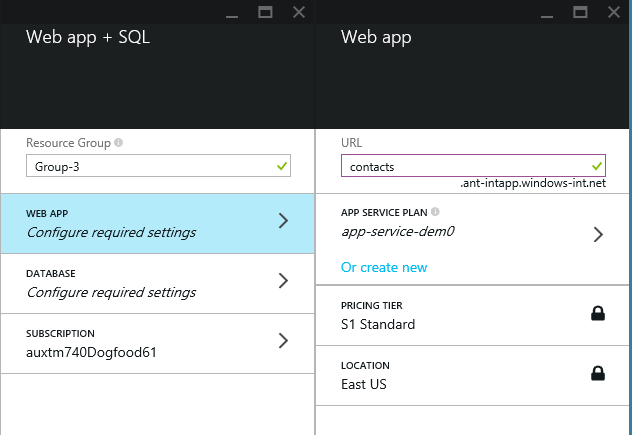 Web app + SQL
Resource Group
Group-3
WEB APP
Configure required settings
DATABASE
Configure required settings
SUBSCRIPTION
auxtm740Dogfood61
Web app
URL
contacts
.ant-intapp.windows-int.net
APP SERVICE PLAN
app-service-dem0
Or create new
PRICING TIER
S1 Standard
LOCATION
East US